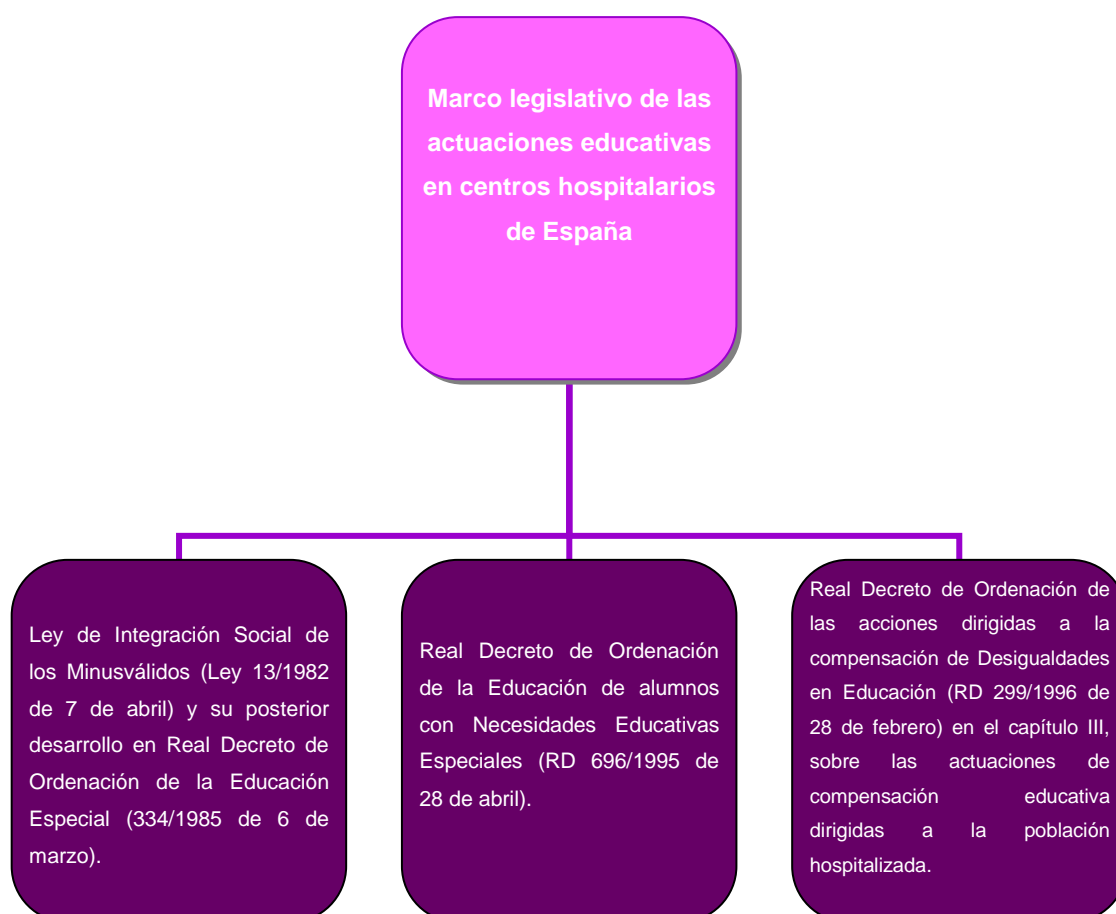 Marco legislativo de las
actuaciones educativas
en centros hospitalarios
de España
Ley de Integración Social de
los Minusválidos (Ley 13/1982
de 7 de abril) y su posterior
desarrollo en Real Decreto de
Ordenación de la Educación
Especial (334/1985 de 6 de
marzo).
Real Decreto de Ordenación
de la Educación de alumnos
con Necesidades Educativas
Especiales (RD 696/1995 de
28 de abril).
Real Decreto de Ordenación de
las acciones dirigidas a la
compensación de Desigualdades
en Educación (RD 299/1996 de
28 de febrero) en el capítulo III,
sobre las actuaciones de
compensación educativa
dirigidas a la población
hospitalizada.